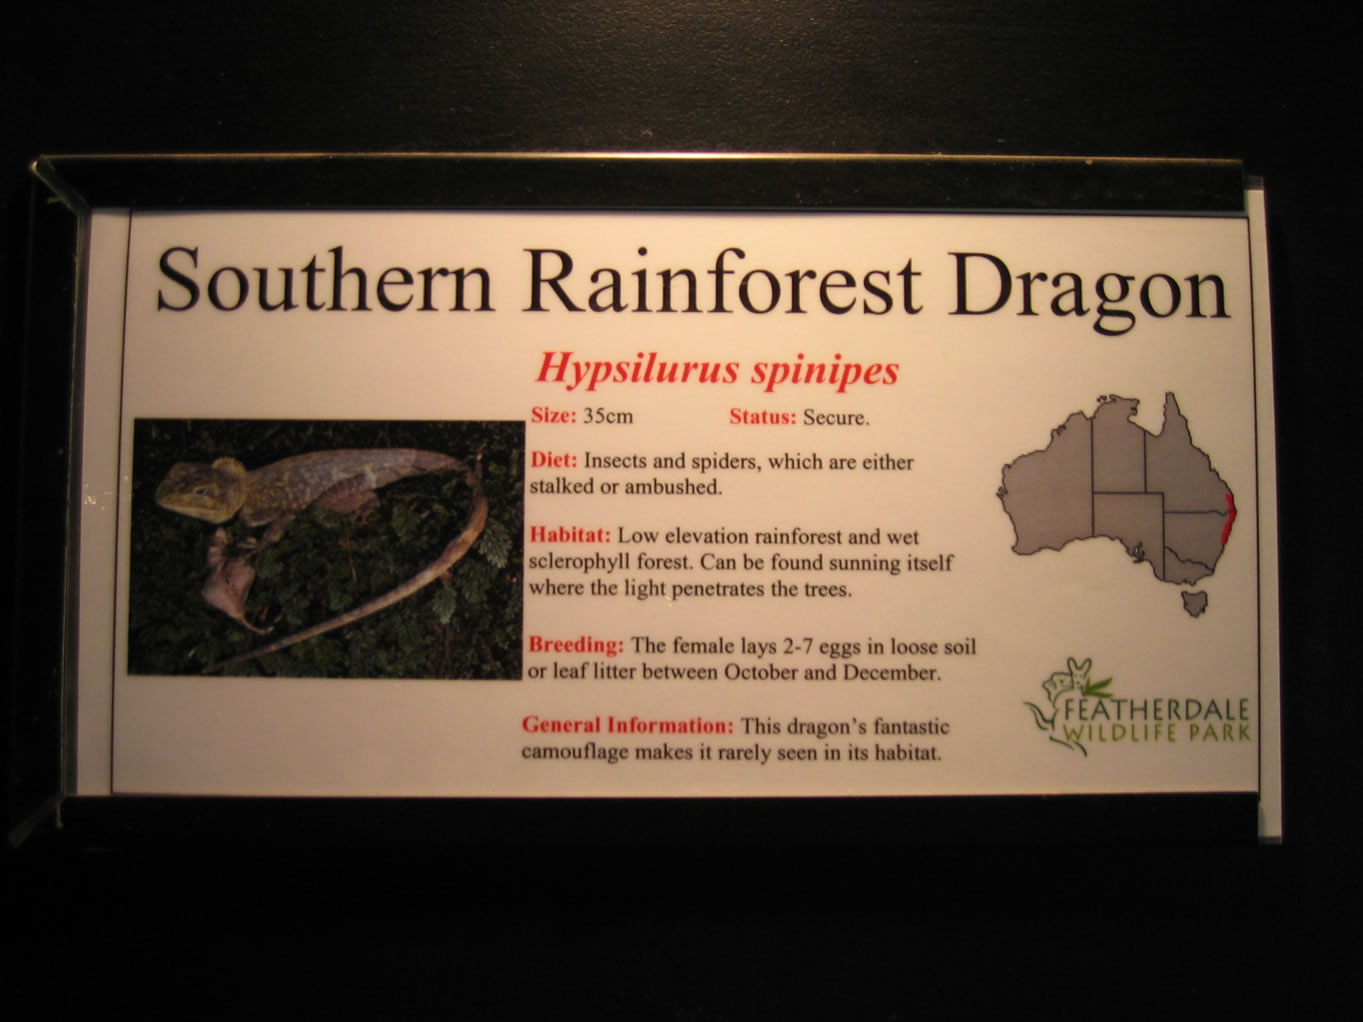 Southern Rainforest Dragon
Hypsilurus spinipes
Size: 35cm Status: Secure.
Diet: Insects and spiders, which are either
stalked or ambushed.
Habitat: Low elevation rainforest and wet
sclerophyll forest. Can be found sunning itself
where the light penetrates the trees.
Breeding: The female lays 2-7 eggs in loose soil
or leaf litter between October and December.
General Information: This dragon's fantastic
camouflage makes it rarely seen in its habitat.
FEATHERDALE
WILDLIFE PARK